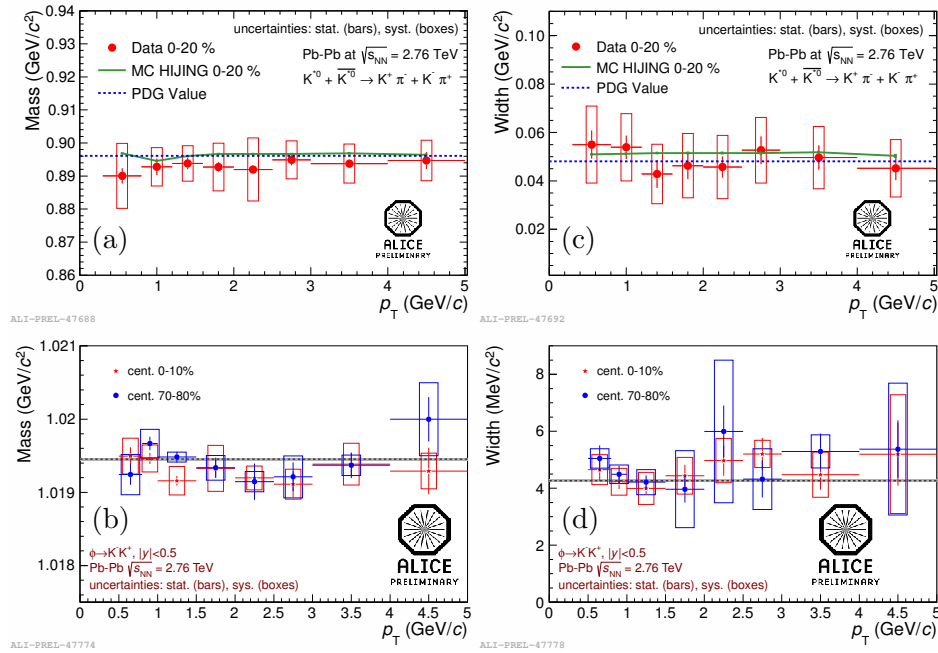 uncertainties: stat. (bars), syst. (boxes)
Data 0-20 %
MC HIJING 0-20 %
PDG Value
Pb-Pb at √sNN = 2.76 TeV
K*0 + K*0 → K+ π- + K- π+
Mass (GeV/c2)
0.94
0.93
0.92
0.91
0.90
0.89
0.88
0.87
0.86
(a)
ALICE
PRELIMINARY
0 1 2 3 4 5
pT (GeV/c)
ALI-PREL-47688
uncertainties: stat. (bars), syst. (boxes)
Data 0-20 %
MC HIJING 0-20 %
PDG Value
Pb-Pb at √sNN = 2.76 TeV
K*0 + K*0 → K+ π- + K- π+
Width (GeV/c2)
0.10
0.08
0.06
0.04
0.02
(c)
ALICE
PRELIMINARY
0 1 2 3 4 5
pT (GeV/c)
ALI-PREL-47692
Mass (GeV/c2)
1.021
1.02
1.019
1.018
cent. 0-10%
cent. 70-80%
(b)
ϕ→K-K+, |y|<0.5
Pb-Pb √sNN = 2.76 TeV
uncertainties: stat. (bars), sys. (boxes)
ALICE
PRELIMINARY
0 0.5 1 1.5 2 2.5 3 3.5 4 4.5 5
pT (GeV/c)
ALI-PREL-47774
Width (MeV/c2)
8
6
4
2
0
cent. 0-10%
cent. 70-80%
(d)
ϕ→K-K+, |y|<0.5
Pb-Pb √sNN = 2.76 TeV
uncertainties: stat. (bars), sys. (boxes)
ALICE
PRELIMINARY
0 0.5 1 1.5 2 2.5 3 3.5 4 4.5 5
pT (GeV/c)
ALI-PREL-47778